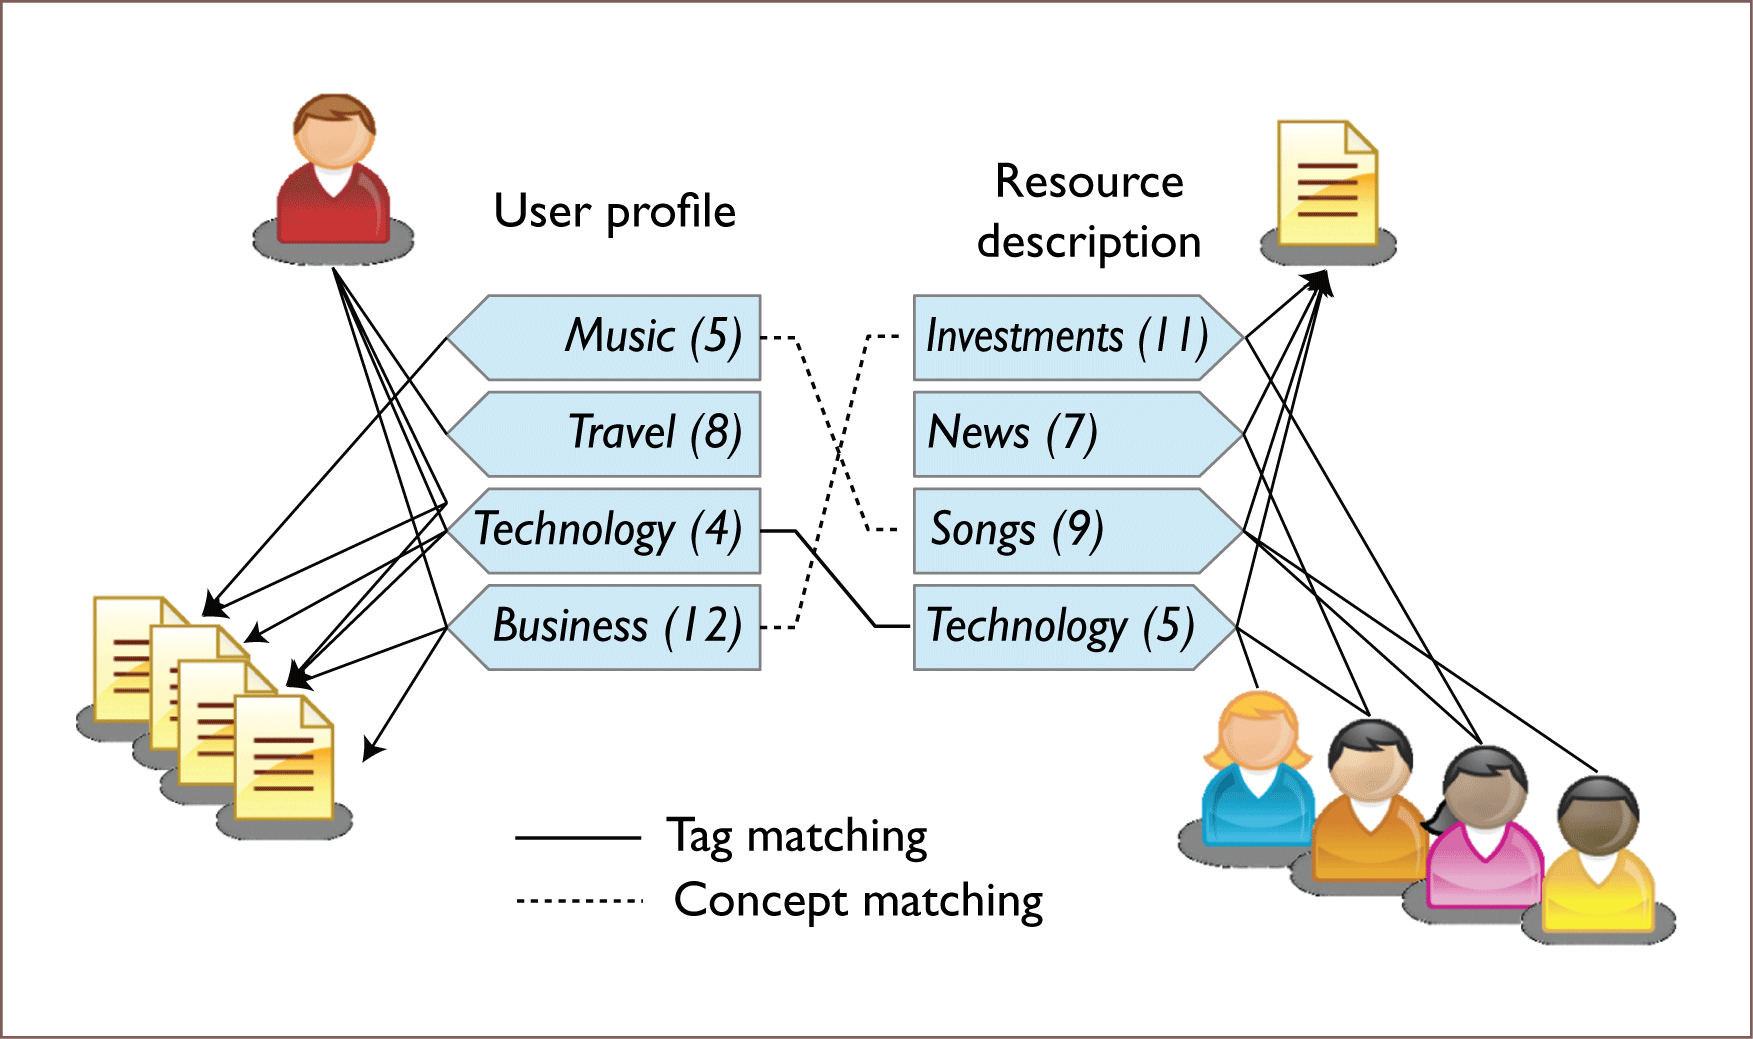 User profile
Resource
description
Music (5)
Travel (8)
Technology (4)
Business (12)
Investments (11)
News (7)
Songs (9)
Technology (5)
Tag matching
Concept matching